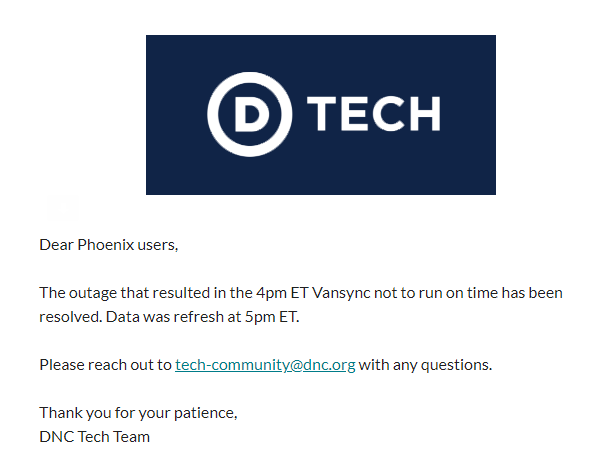 D TECH
Dear Phoenix users,
The outage that resulted in the 4pm ET Vansync not to run on time has been
resolved. Data was refresh at 5pm ET.
Please reach out to tech-community@dnc.org with any questions.
Thank you for your patience,
DNC Tech Team